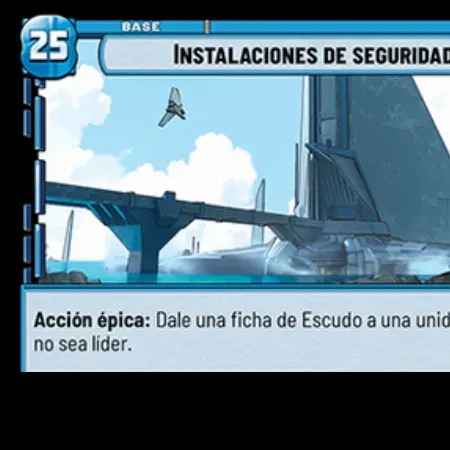 BASE
25
INSTALACIONES DE SEGURIDAD
Acción épica: Dale una ficha de Escudo a una unid
no sea líder.